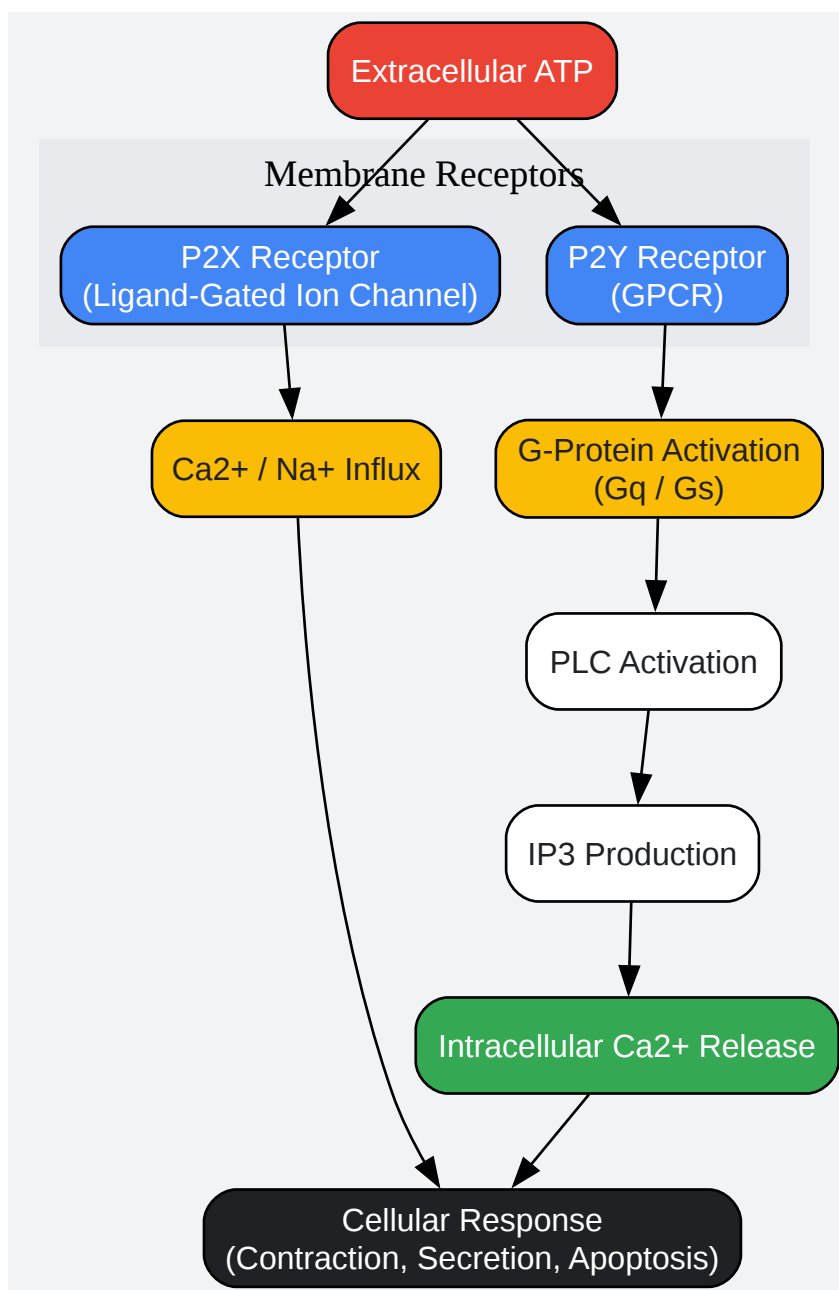 Extracellular ATP
Membrane Receptors
P2X Receptor
(Ligand-Gated Ion Channel)
P2Y Receptor
(GPCR)
Ca2+ / Na+ Influx
G-Protein Activation
(Gq / Gs)
PLC Activation
IP3 Production
Intracellular Ca2+ Release
Cellular Response
(Contraction, Secretion, Apoptosis)